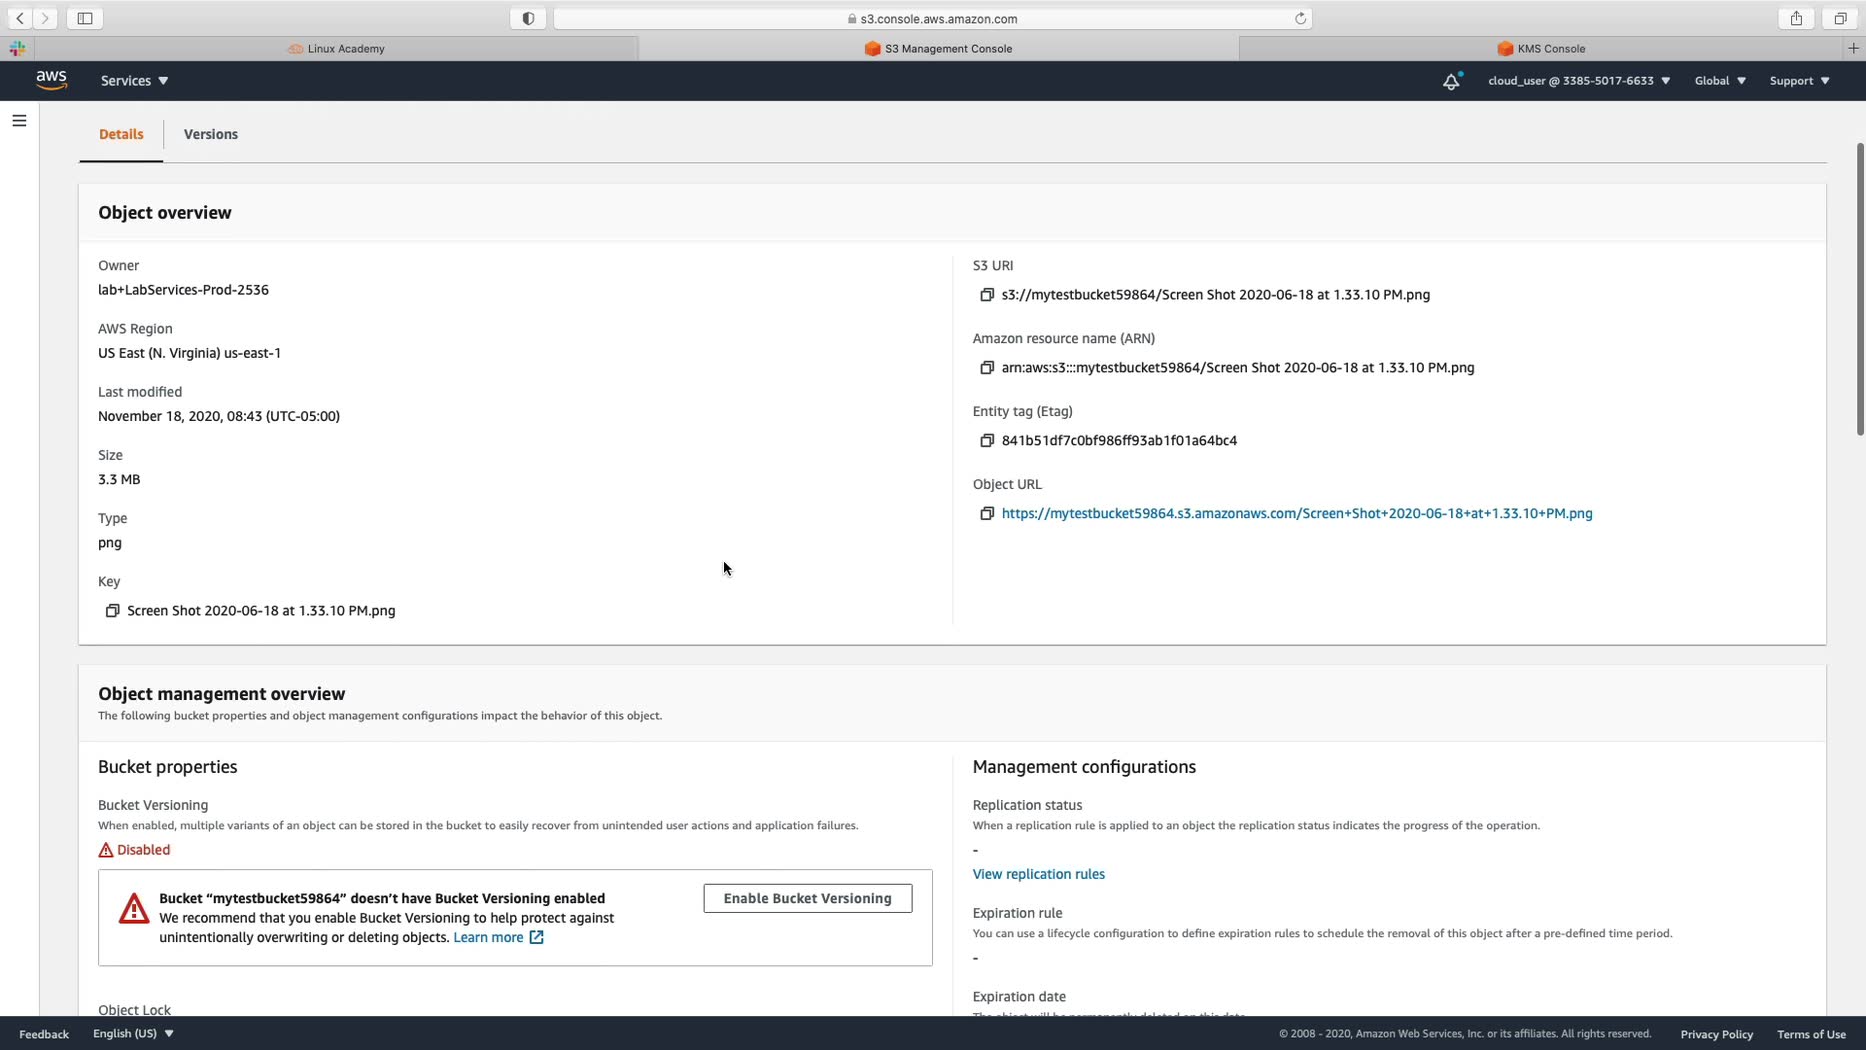 s3.console.aws.amazon.com
Linux Academy
S3 Management Console
KMS Console
aws
Services
cloud_user @ 3385-5017-6633
Global
Support
Details
Versions
Object overview
Owner
lab+LabServices-Prod-2536
AWS Region
US East (N. Virginia) us-east-1
Last modified
November 18, 2020, 08:43 (UTC-05:00)
Size
3.3 MB
Type
png
Key
Screen Shot 2020-06-18 at 1.33.10 PM.png
S3 URI
s3://mytestbucket59864/Screen Shot 2020-06-18 at 1.33.10 PM.png
Amazon resource name (ARN)
arn:aws:s3:::mytestbucket59864/Screen Shot 2020-06-18 at 1.33.10 PM.png
Entity tag (Etag)
841b51df7c0bf986ff93ab1f01a64bc4
Object URL
https://mytestbucket59864.s3.amazonaws.com/Screen+Shot+2020-06-18+at+1.33.10+PM.png
Object management overview
The following bucket properties and object management configurations impact the behavior of this object.
Bucket properties
Bucket Versioning
When enabled, multiple variants of an object can be stored in the bucket to easily recover from unintended user actions and application failures.
Disabled
Bucket “mytestbucket59864” doesn’t have Bucket Versioning enabled
We recommend that you enable Bucket Versioning to help protect against
unintentionally overwriting or deleting objects. Learn more
Enable Bucket Versioning
Object Lock
Management configurations
Replication status
When a replication rule is applied to an object the replication status indicates the progress of the operation.
-
View replication rules
Expiration rule
You can use a lifecycle configuration to define expiration rules to schedule the removal of this object after a pre-defined time period.
-
Expiration date
The object will be permanently deleted on this date
Feedback
English (US)
© 2008 - 2020, Amazon Web Services, Inc. or its affiliates. All rights reserved.
Privacy Policy
Terms of Use